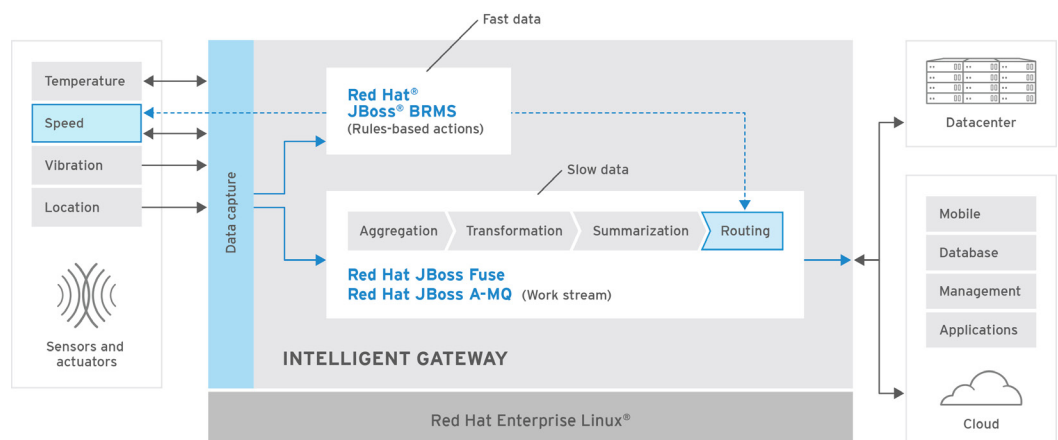 Fast data
Temperature
Speed
Vibration
Location
Sensors and
actuators
Data capture
Red Hat®
JBoss® BRMS
(Rules-based actions)
Slow data
Aggregation
Transformation
Summarization
Routing
Red Hat JBoss Fuse
Red Hat JBoss A-MQ (Work stream)
INTELLIGENT GATEWAY
Red Hat Enterprise Linux®
Datacenter
Mobile
Database
Management
Applications
Cloud